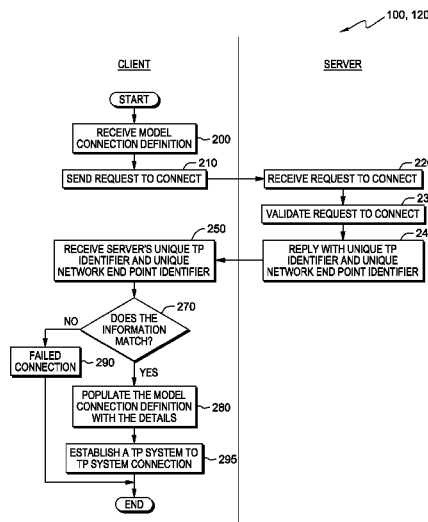 100, 120
CLIENT
SERVER
START
RECEIVE MODEL
CONNECTION DEFINITION
200
210
SEND REQUEST TO CONNECT
RECEIVE REQUEST TO CONNECT
VALIDATE REQUEST TO CONNECT
250
RECEIVE SERVER'S UNIQUE TP
IDENTIFIER AND UNIQUE
NETWORK END POINT IDENTIFIER
REPLY WITH UNIQUE TP
IDENTIFIER AND UNIQUE
NETWORK END POINT IDENTIFIER
270
DOES THE
INFORMATION
MATCH?
NO
YES
FAILED
CONNECTION
290
POPULATE THE MODEL
CONNECTION DEFINITION
WITH THE DETAILS
280
ESTABLISH A TP SYSTEM TO
TP SYSTEM CONNECTION
295
END